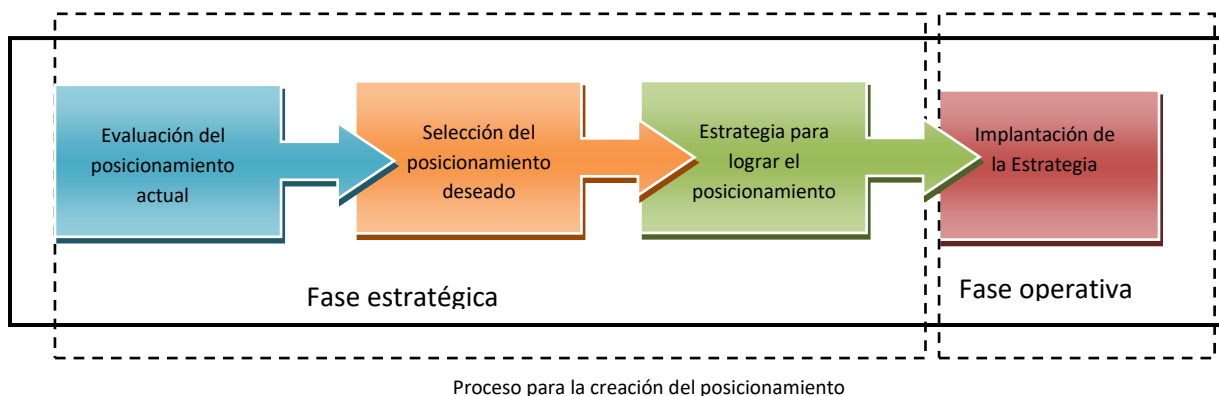 Evaluación del
posicionamiento
actual
Selección del
posicionamiento
deseado
Estrategia para
lograr el
posicionamiento
Implantación de
la Estrategia
Fase estratégica
Fase operativa
Proceso para la creación del posicionamiento